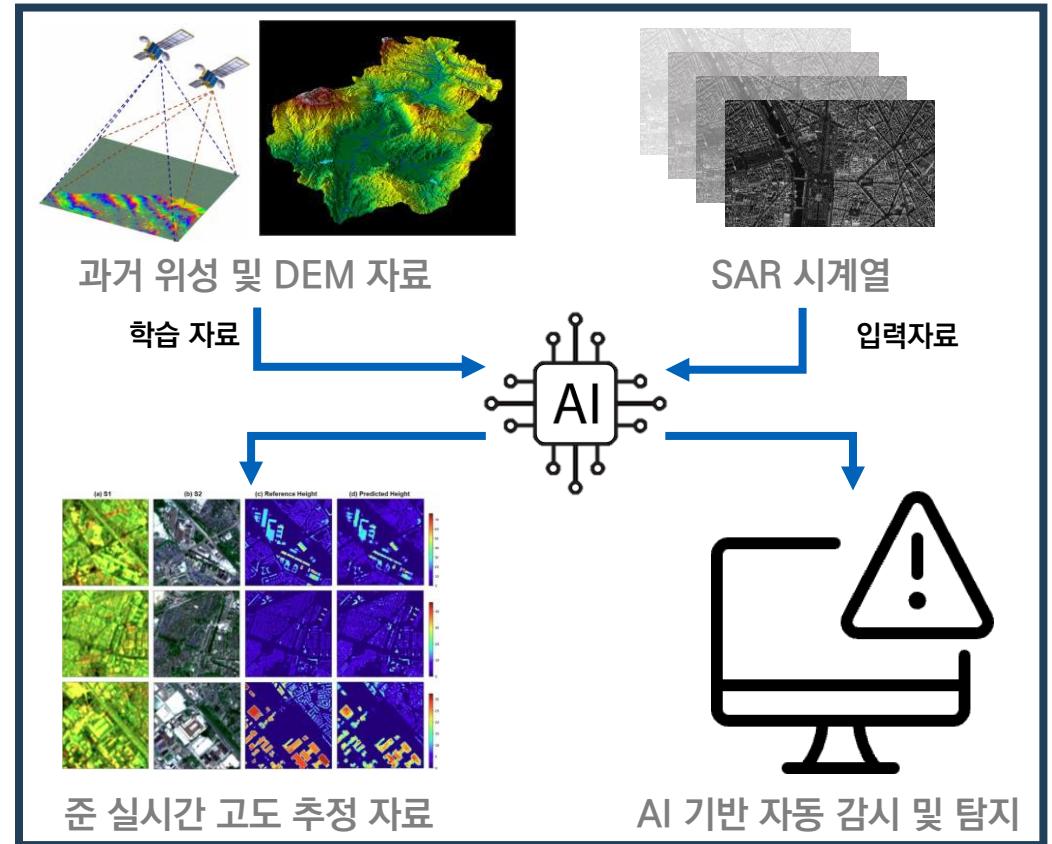 과거 위성 및 DEM 자료
SAR 시계열
학습 자료
입력자료
AI
(a) S1
(b) S2
(c) Reference Height
(d) Predicted Height
준 실시간 고도 추정 자료
AI 기반 자동 감시 및 탐지